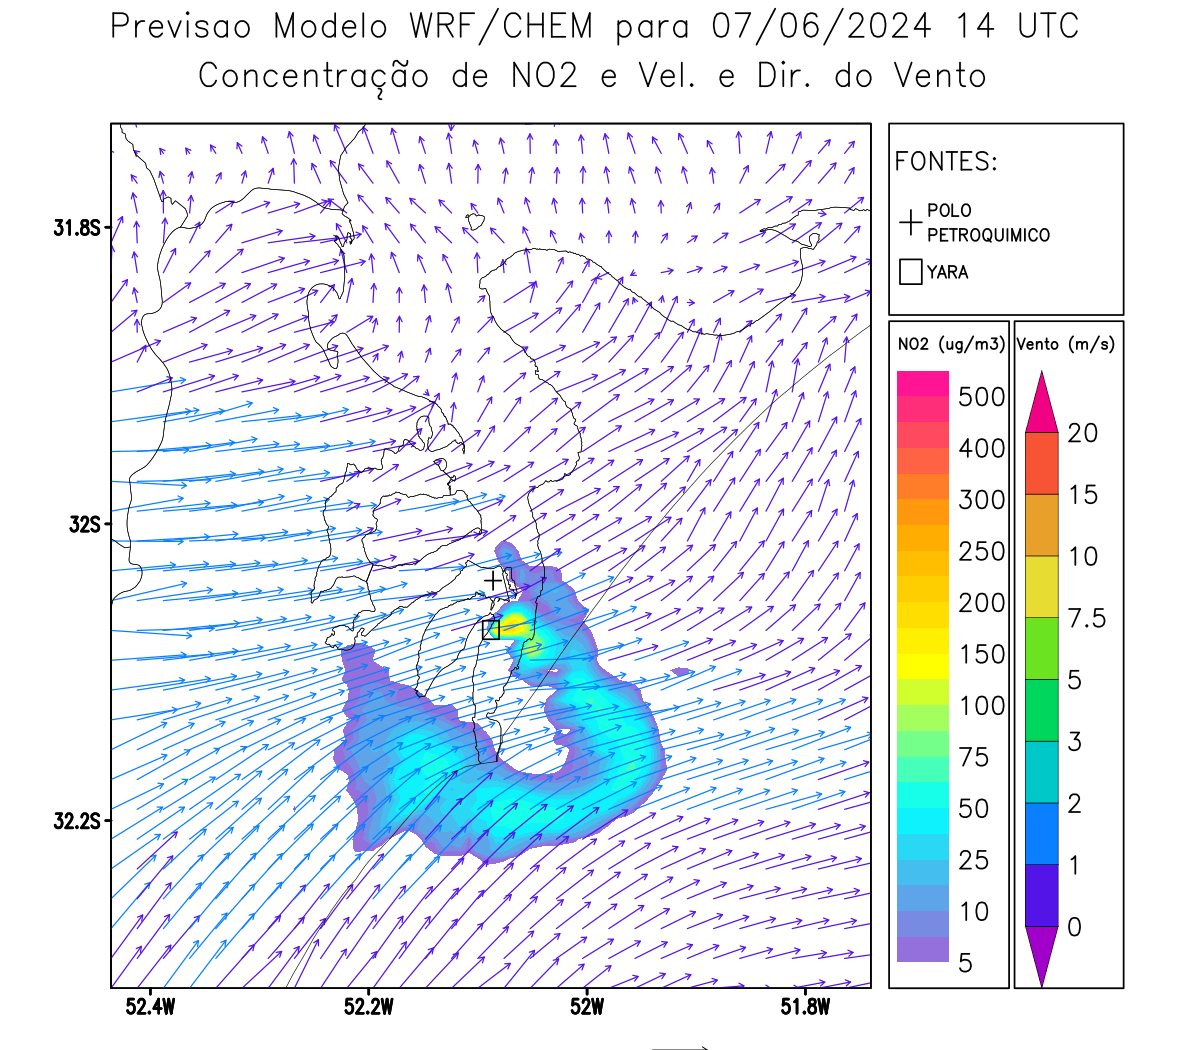 Previsao Modelo WRF/CHEM para 07/06/2024 14 UTC
Concentração de NO2 e Vel. e Dir. do Vento
FONTES:
POLO
PETROQUIMICO
YARA
31.8S
32S
32.2S
52.4W
52.2W
52W
51.8W
NO2 (ug/m3)
500
400
300
250
200
150
100
75
50
25
10
5
Vento (m/s)
20
15
10
7.5
5
3
2
1
0